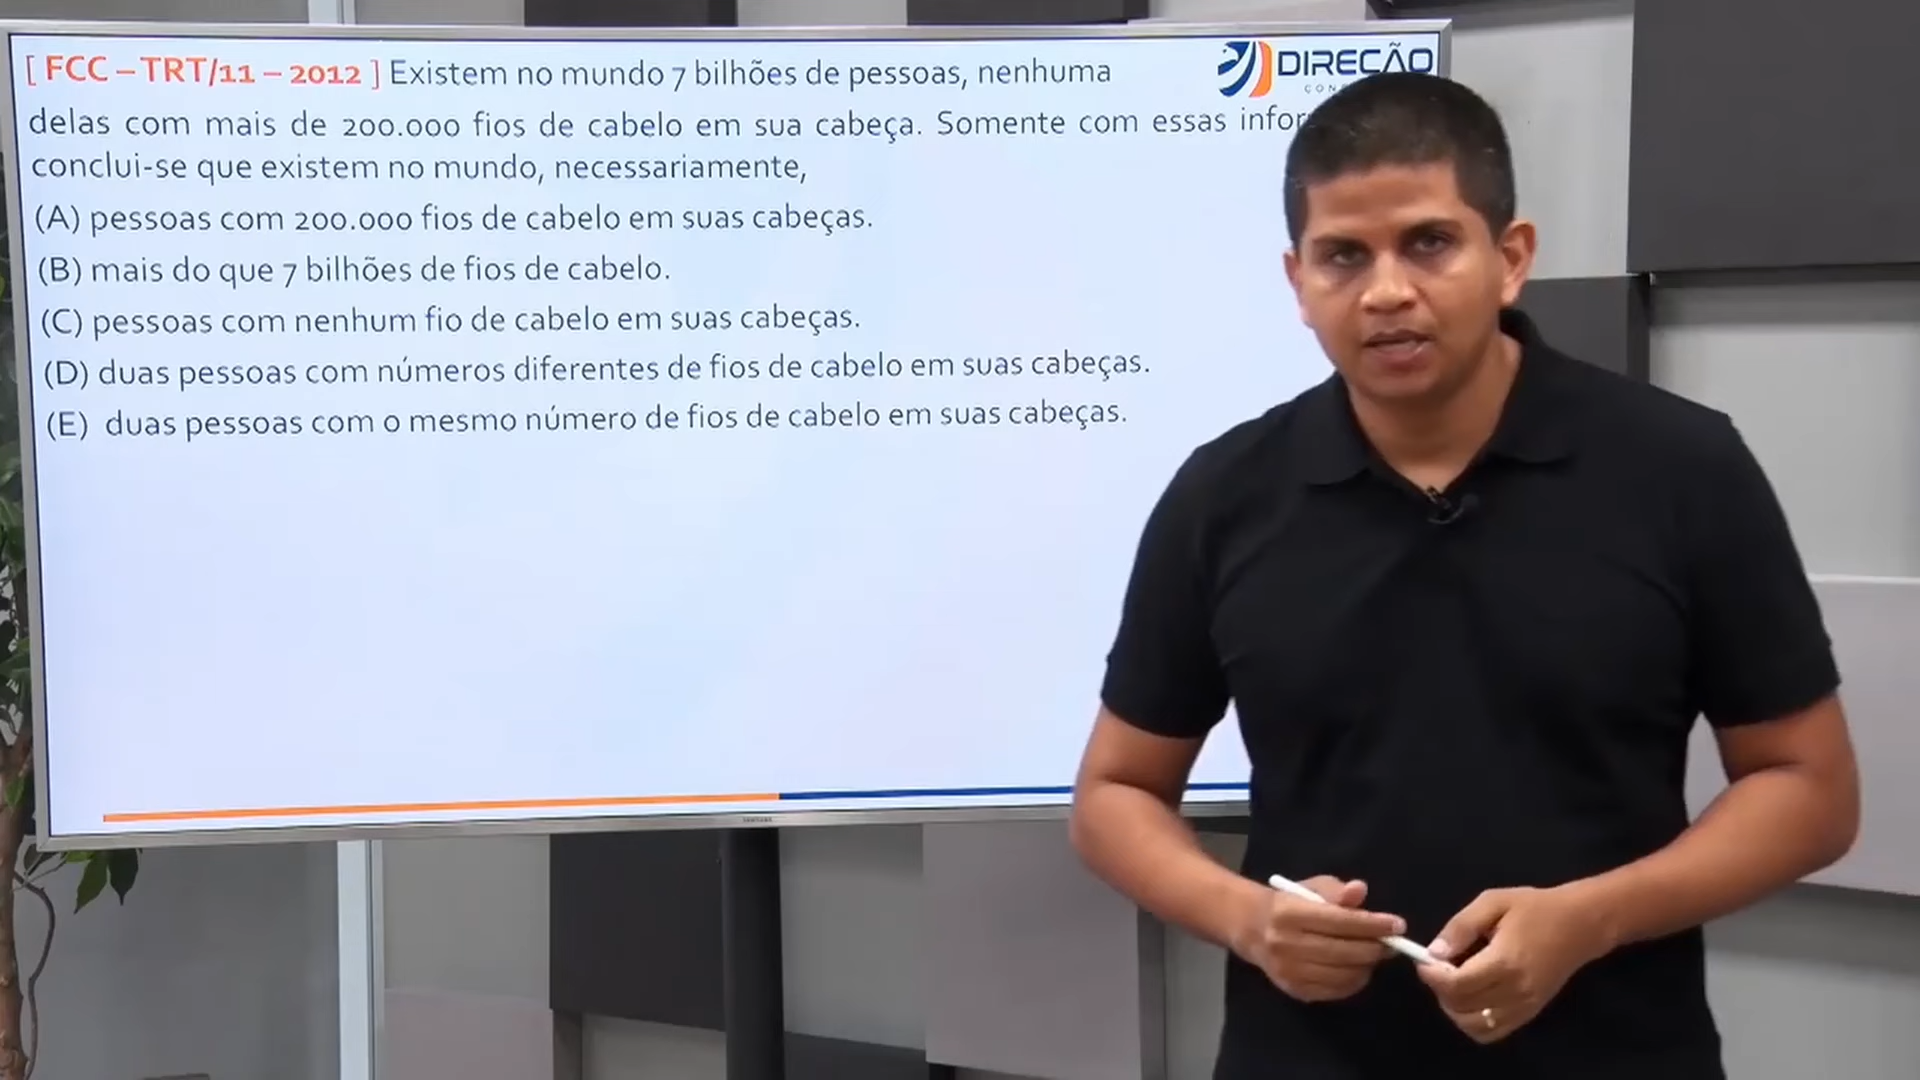 [ FCC – TRT/11 – 2012 ] Existem no mundo 7 bilhões de pessoas, nenhuma
DIREÇÃO
delas com mais de 200.000 fios de cabelo em sua cabeça. Somente com essas
conclui-se que existem no mundo, necessariamente,
(A) pessoas com 200.000 fios de cabelo em suas cabeças.
(B) mais do que 7 bilhões de fios de cabelo.
(C) pessoas com nenhum fio de cabelo em suas cabeças.
(D) duas pessoas com números diferentes de fios de cabelo em suas cabeças.
(E) duas pessoas com o mesmo número de fios de cabelo em suas cabeças.